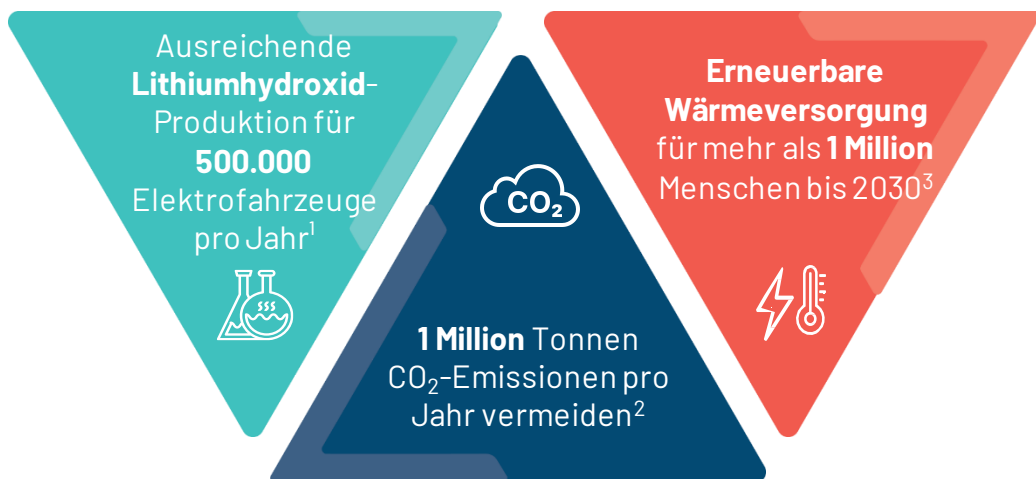 Ausreichende
Lithiumhydroxid-
Produktion für
500.000
Elektrofahrzeuge
pro Jahr¹
CO₂
1 Million Tonnen
CO₂-Emissionen pro
Jahr vermeiden²
Erneuerbare
Wärmeversorgung
für mehr als 1 Million
Menschen bis 2030³